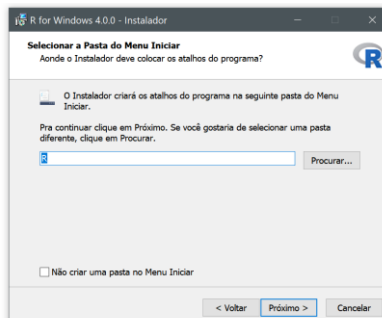 R for Windows 4.0.0 - Instalador
Selecionar a Pasta do Menu Iniciar
Aonde o Instalador deve colocar os atalhos do programa?
R
O Instalador criará os atalhos do programa na seguinte pasta do Menu
Iniciar.
Pra continuar clique em Próximo. Se você gostaria de selecionar uma pasta
diferente, clique em Procurar.
R
Procurar...
Não criar uma pasta no Menu Iniciar
< Voltar
Próximo >
Cancelar